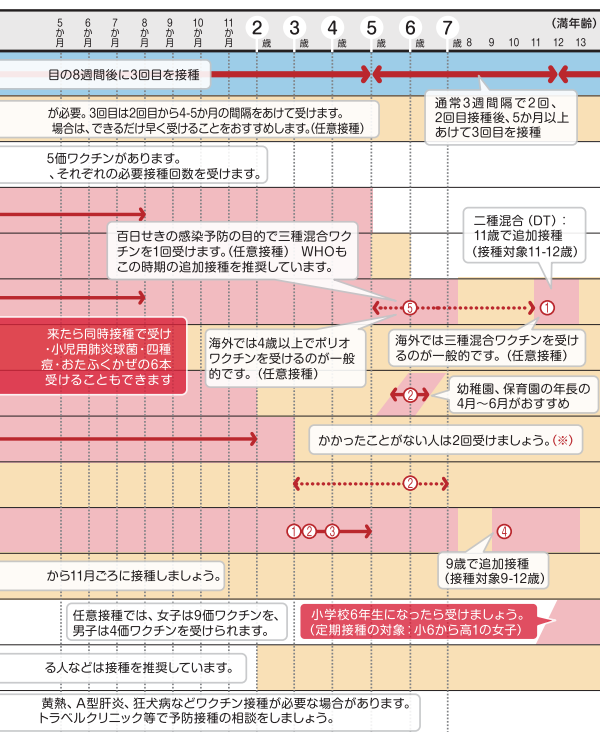 5か月 6か月 7か月 8か月 9か月 10か月 11か月 2歳 3歳 4歳 5歳 6歳 7歳 8 9 10 11 12 13
(満年齢)
目の8週間後に3回目を接種
通常3週間隔で2回、
2回目接種後、5か月以上
あけて3回目を接種
が必要。3回目は2回目から4-5か月の間隔をあけて受けます。
場合は、できるだけ早く受けることをおすすめします。(任意接種)
5価ワクチンがあります。
、それぞれの必要接種回数を受けます。
百日せきの感染予防の目的で三種混合ワク
チンを1回受けます。(任意接種) WHOも
この時期の追加接種を推奨しています。
二種混合(DT):
11歳で追加接種
(接種対象11-12歳)
⑤
①
来たら同時接種で受け
・小児用肺炎球菌・四種
痘・おたふくかぜの6本
受けることもできます
海外では4歳以上でポリオ
ワクチンを受けるのが一般
的です。(任意接種)
海外では三種混合ワクチンを受け
るのが一般的です。(任意接種)
②
幼稚園、保育園の年長の
4月〜6月がおすすめ
かかったことがない人は2回受けましょう。(※)
②
① ② ③ ④
9歳で追加接種
(接種対象9-12歳)
から11月ごろに接種しましょう。
任意接種では、女子は9価ワクチンを、
男子は4価ワクチンを受けられます。
小学校6年生になったら受けましょう。
(定期接種の対象:小6から高1の女子)
る人などは接種を推奨しています。
黄熱、A型肝炎、狂犬病などワクチン接種が必要な場合があります。
トラベルクリニック等で予防接種の相談をしましょう。